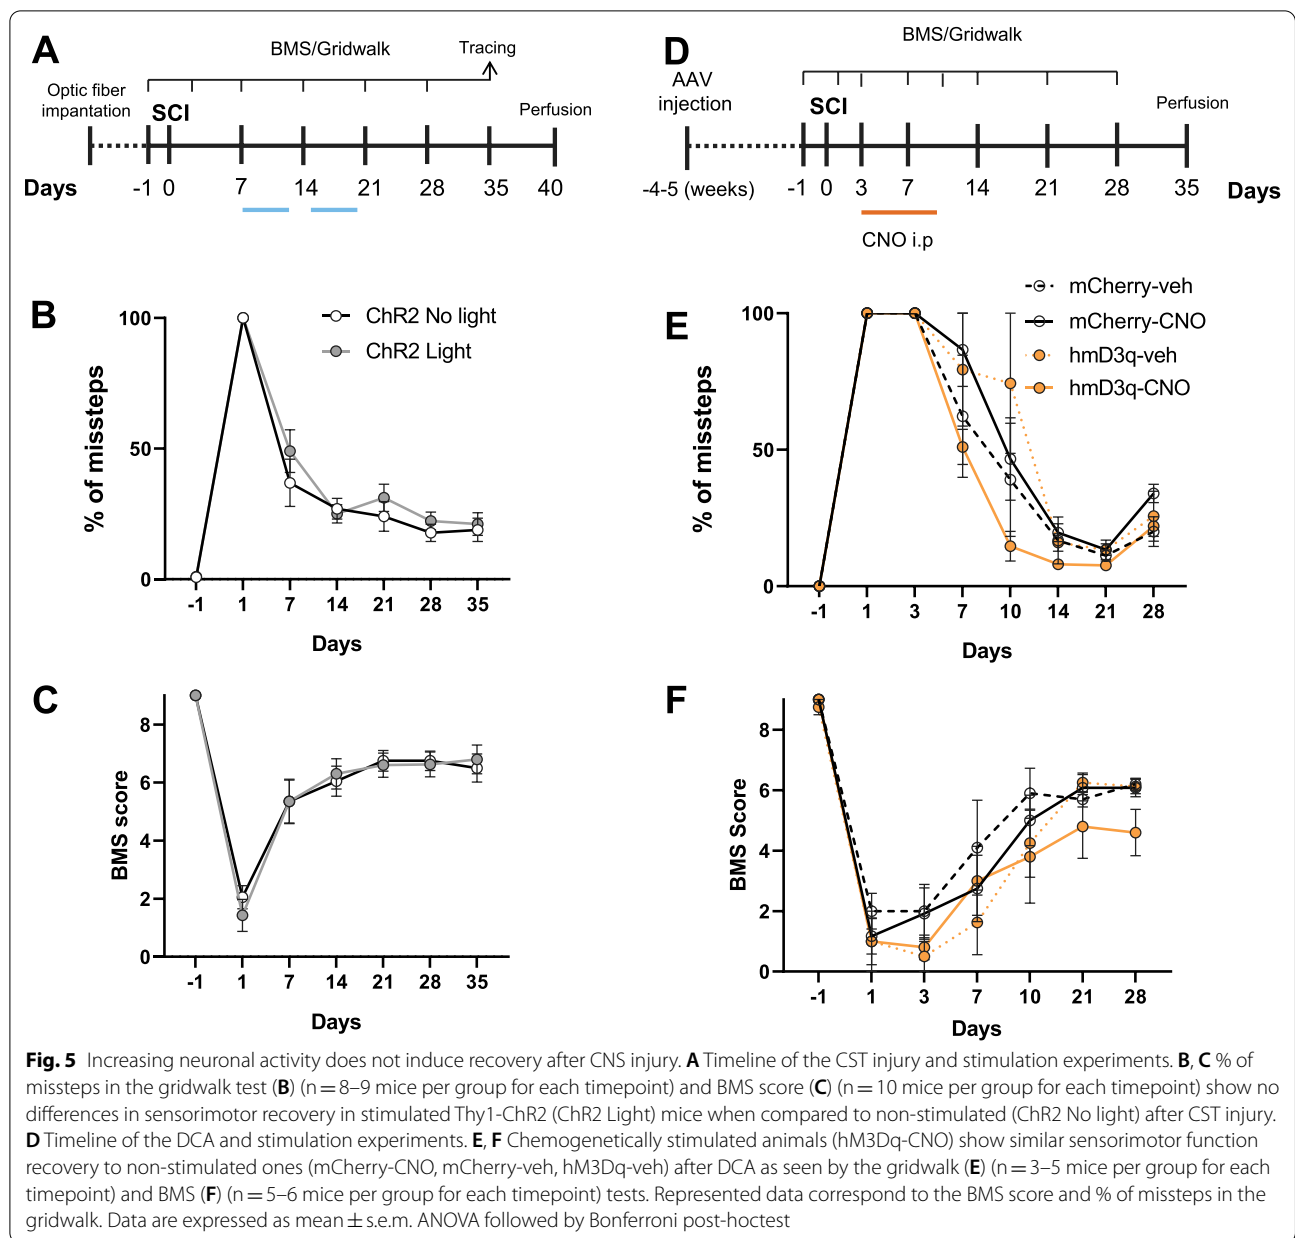 A
BMS/Gridwalk
Tracing
Optic fiber
impantation
SCI
Perfusion
Days
-1 0 7 14 21 28 35 40
D
BMS/Gridwalk
AAV
injection
SCI
Perfusion
-4-5 (weeks)
-1 0 3 7 14 21 28 35
Days
CNO i.p
B
ChR2 No light
ChR2 Light
% of missteps
100
50
0
-1 1 7 14 21 28 35
Days
E
mCherry-veh
mCherry-CNO
hmD3q-veh
hmD3q-CNO
% of missteps
100
50
0
-1 1 3 7 10 14 21 28
Days
C
BMS score
8
6
4
2
0
-1 1 7 14 21 28 35
Days
F
BMS Score
8
6
4
2
0
-1 1 3 7 10 21 28
Days
Fig. 5 Increasing neuronal activity does not induce recovery after CNS injury. A Timeline of the CST injury and stimulation experiments. B, C % of
missteps in the gridwalk test (B) (n = 8–9 mice per group for each timepoint) and BMS score (C) (n = 10 mice per group for each timepoint) show no
differences in sensorimotor recovery in stimulated Thy1-ChR2 (ChR2 Light) mice when compared to non-stimulated (ChR2 No light) after CST injury.
D Timeline of the DCA and stimulation experiments. E, F Chemogenetically stimulated animals (hM3Dq-CNO) show similar sensorimotor function
recovery to non-stimulated ones (mCherry-CNO, mCherry-veh, hM3Dq-veh) after DCA as seen by the gridwalk (E) (n = 3–5 mice per group for each
timepoint) and BMS (F) (n = 5–6 mice per group for each timepoint) tests. Represented data correspond to the BMS score and % of missteps in the
gridwalk. Data are expressed as mean ± s.e.m. ANOVA followed by Bonferroni post-hoctest